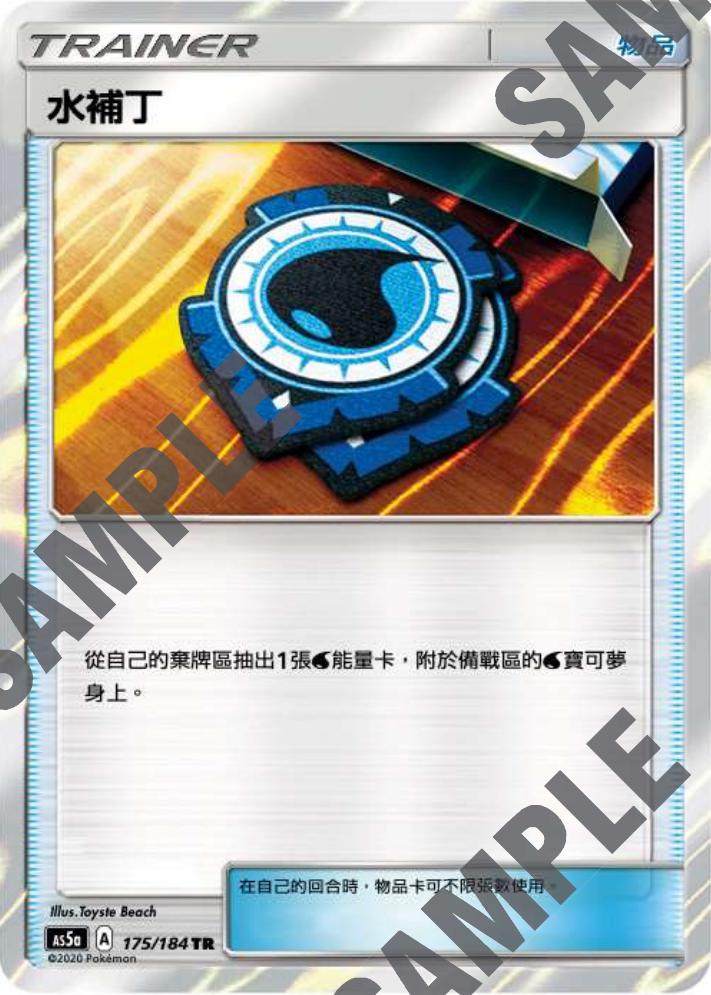 TRAINER
物品
水補丁
從自己的棄牌區抽出1張能量卡,附於備戰區的寶可夢
身上。
在自己的回合時,物品卡可不限張數使用。
Illus. Toyste Beach
AS5a A 175/184 TR
©2020 Pokémon
SAMPLE
SAMPLE
SAMPLE
SAMPLE